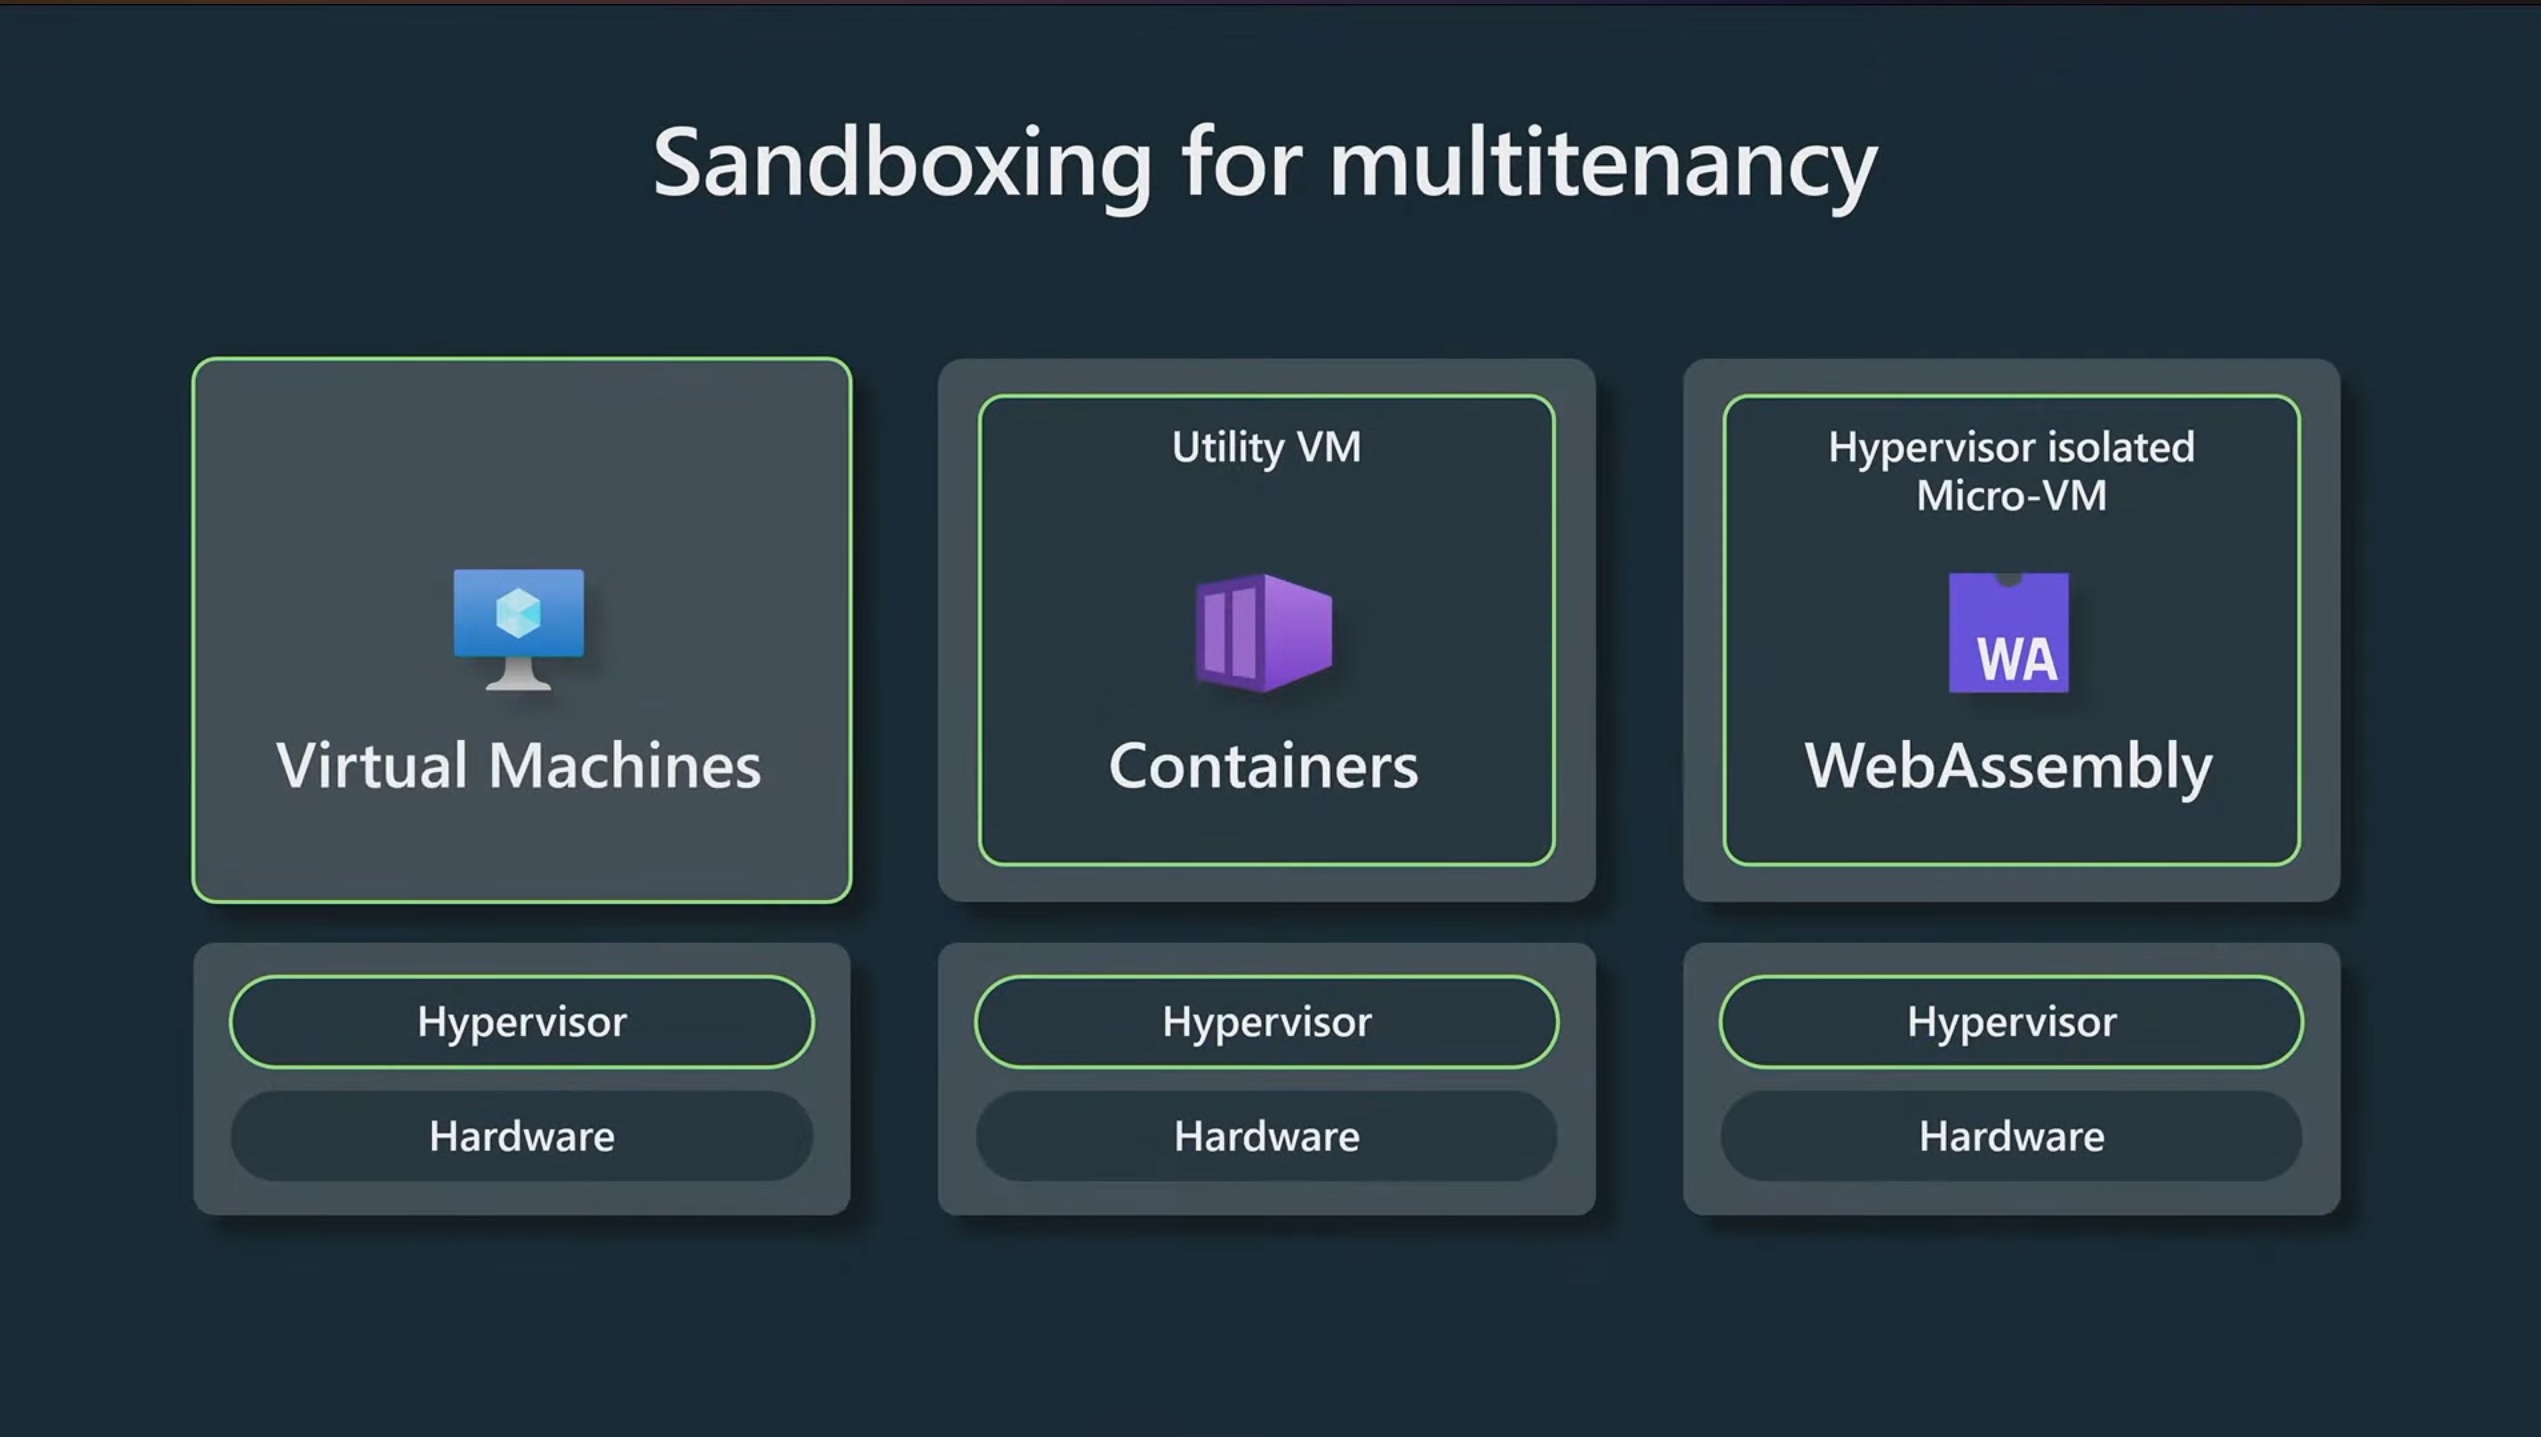 Sandboxing for multitenancy
Virtual Machines
Utility VM
Containers
Hypervisor isolated
Micro-VM
WA
WebAssembly
Hypervisor
Hardware
Hypervisor
Hardware
Hypervisor
Hardware